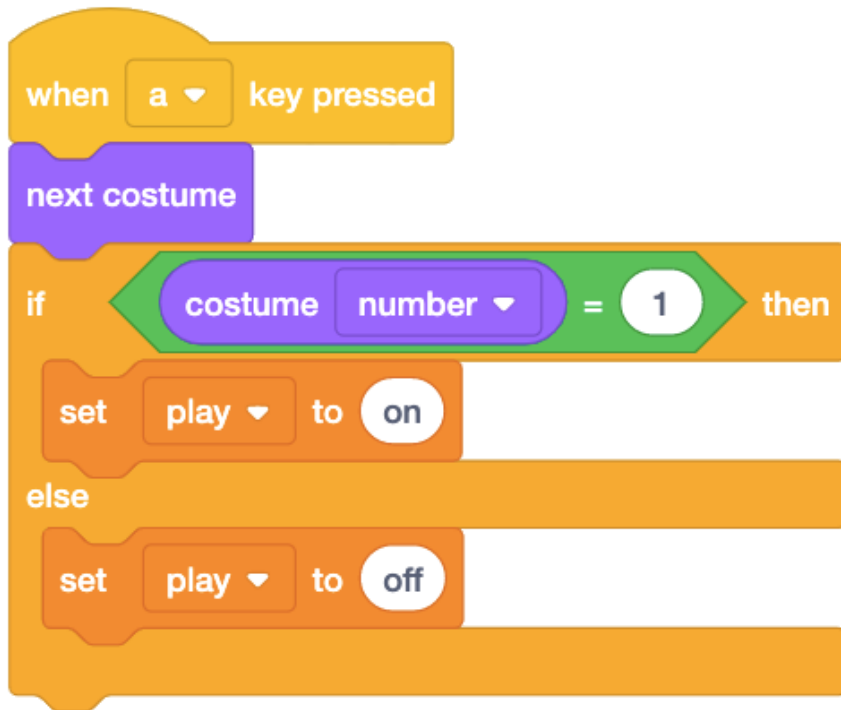 when a key pressed
next costume
if costume number = 1 then
set play to on
else
set play to off